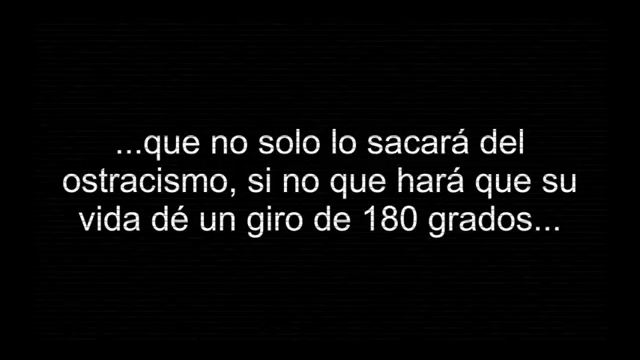 ...que no solo lo sacará del
ostracismo, si no que hará que su
vida dé un giro de 180 grados...